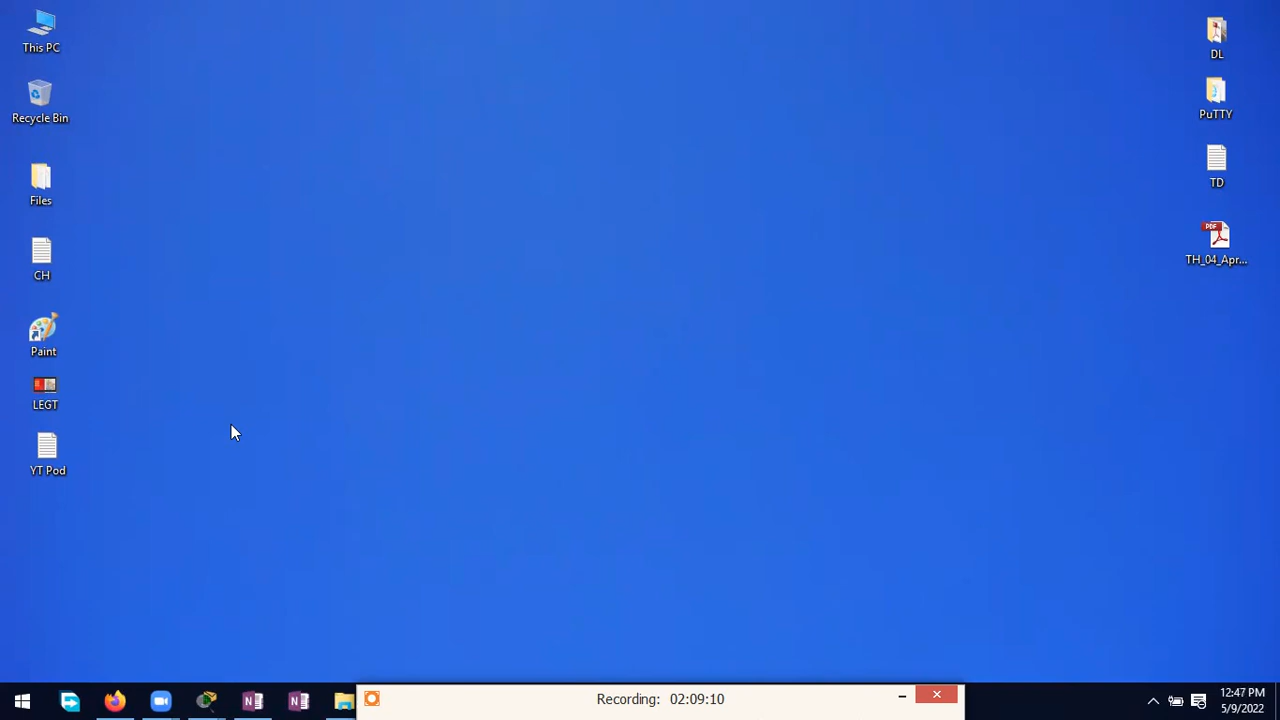 This PC
Recycle Bin
Files
CH
Paint
LEGT
YT Pod
DL
PuTTY
TD
PDF
TH_04_Apr...
N
N
Recording: 02:09:10
12:47 PM
5/9/2022